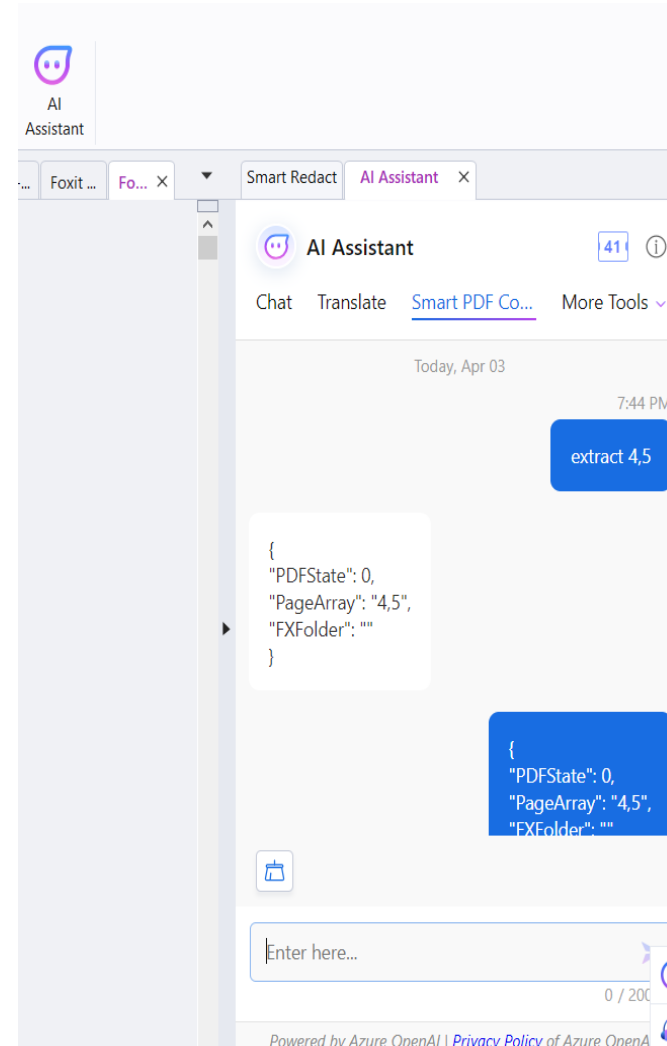 AI
Assistant
-... Foxit ... Fo... ×
Smart Redact AI Assistant ×
AI Assistant
41
Chat Translate Smart PDF Co... More Tools
Today, Apr 03
7:44 PM
extract 4,5
{
"PDFState": 0,
"PageArray": "4,5",
"FXFolder": ""
}
{
"PDFState": 0,
"PageArray": "4,5",
"FXFolder": ""
Enter here...
0 / 200
Powered by Azure OpenAI | Privacy Policy of Azure OpenA